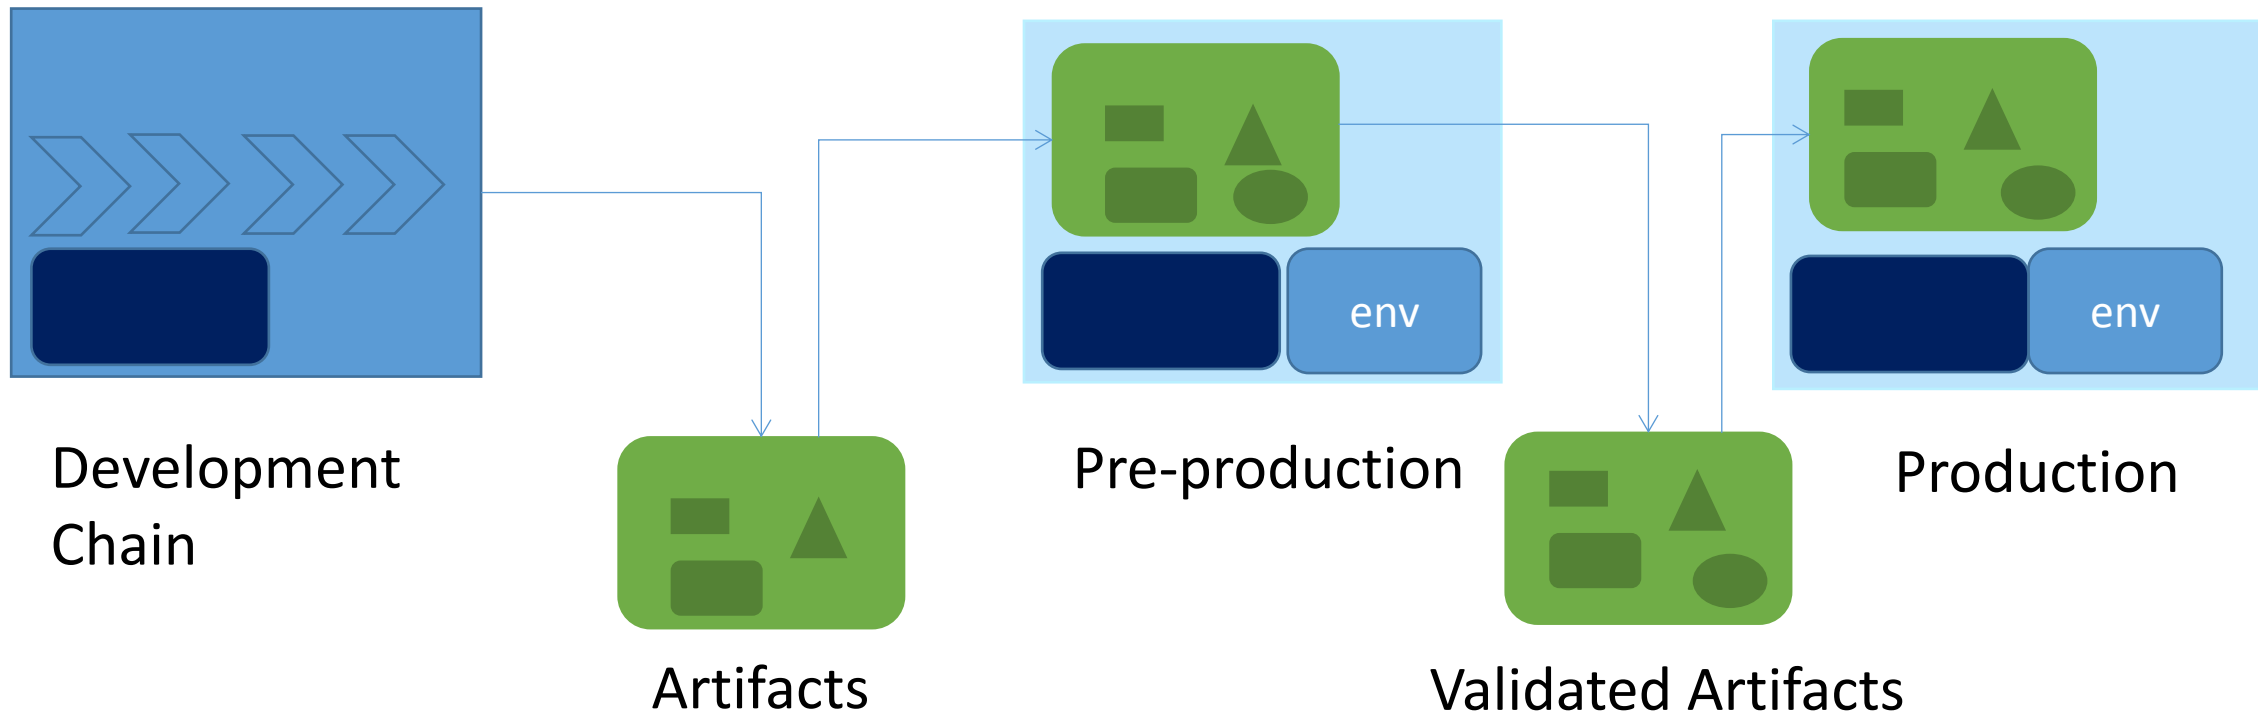 env
env
Development
Chain
Pre-production
Production
Artifacts
Validated Artifacts